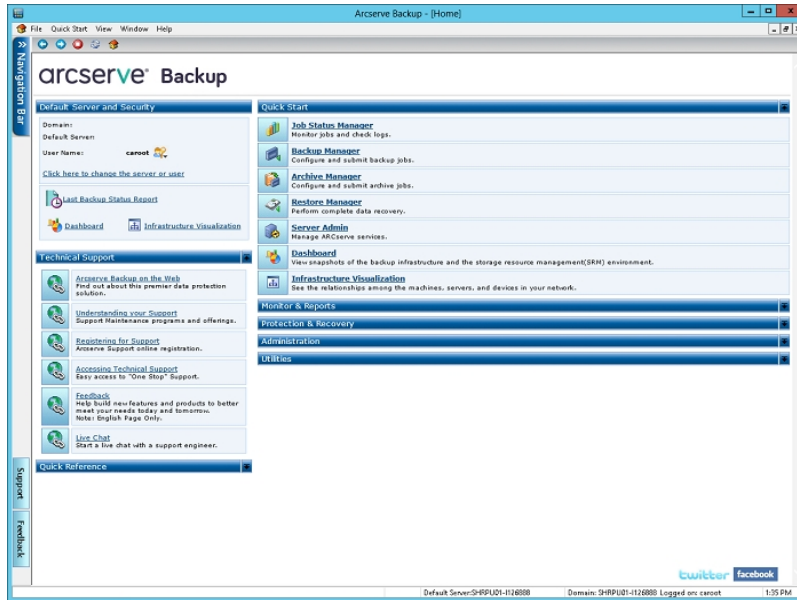 Arcserve Backup - [Home]
File Quick Start View Window Help
» Navigation Bar
arcserve® Backup
Default Server and Security
Domain:
Default Server:
User Name: caroot
Click here to change the server or user
Last Backup Status Report
Dashboard
Infrastructure Visualization
Technical Support
Arcserve Backup on the Web
Find out about this premier data protection
solution.
Understanding your Support
Support Maintenance programs and offerings.
Registering for Support
Arcserve Support online registration.
Accessing Technical Support
Easy access to "One Stop" Support.
Feedback
Help build new features and products to better
meet your needs today and tomorrow.
Note: English Page Only.
Live Chat
Start a live chat with a support engineer.
Quick Reference
Quick Start
Job Status Manager
Monitor jobs and check logs.
Backup Manager
Configure and submit backup jobs.
Archive Manager
Configure and submit archive jobs.
Restore Manager
Perform complete data recovery.
Server Admin
Manage ARCserve services.
Dashboard
View snapshots of the backup infrastructure and the storage resource management(SRM) environment.
Infrastructure Visualization
See the relationships among the machines, servers, and devices in your network.
Monitor & Reports
Protection & Recovery
Administration
Utilities
Support
Feedback
twitter
facebook
Default Server:SHRPU01-I126888
Domain: SHRPU01-I126888 Logged on: caroot
1:35 PM